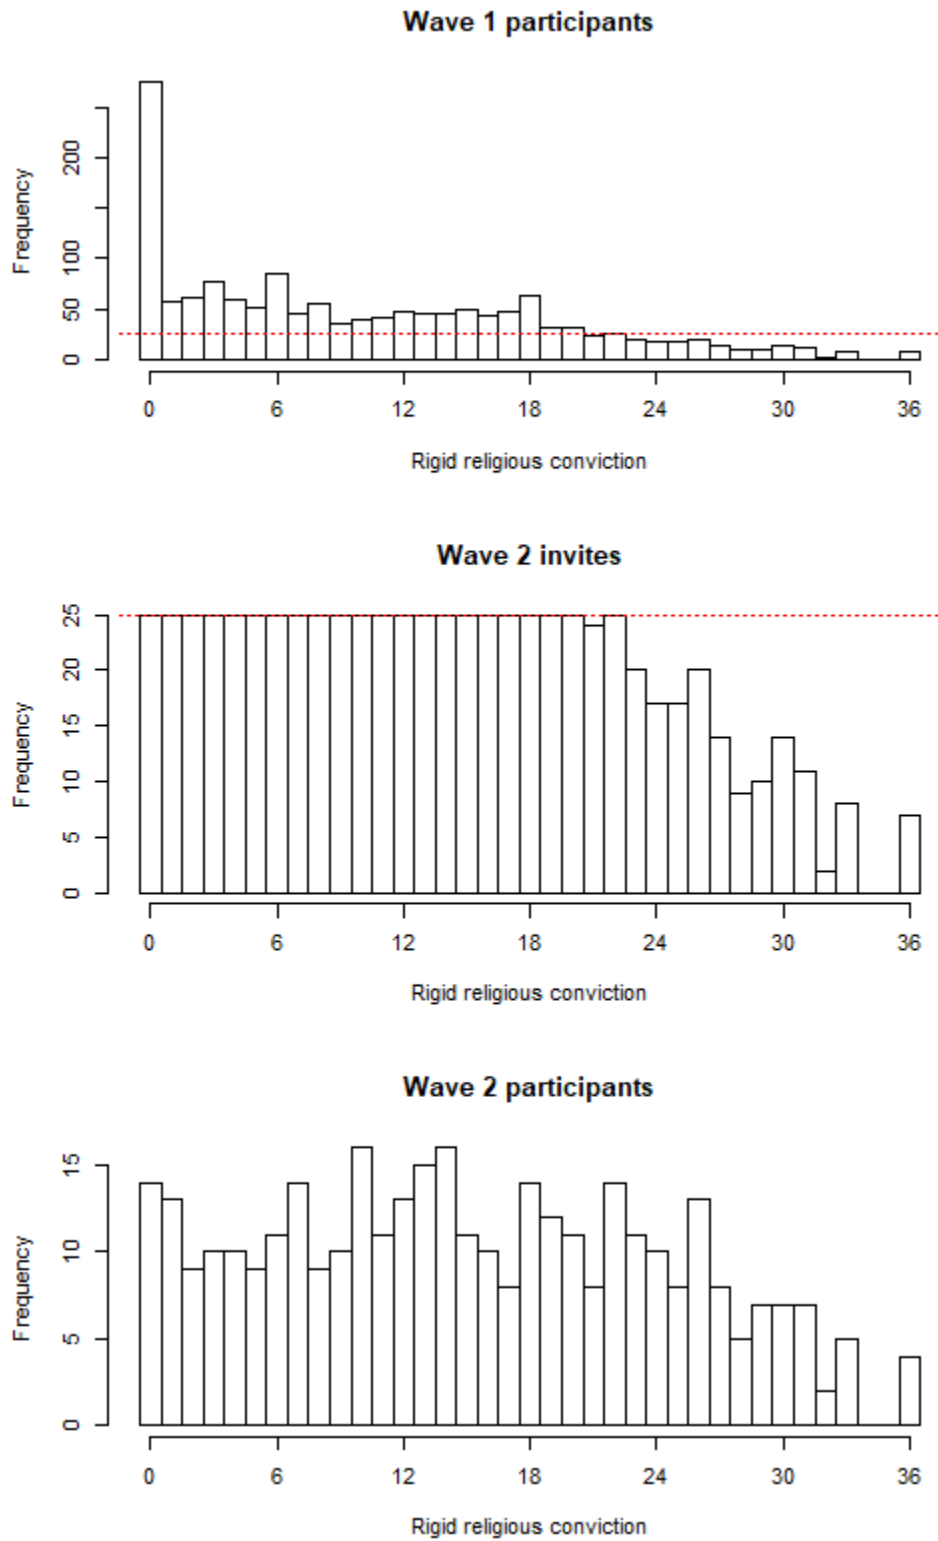 Wave 1 participants
Frequency
200
100
50
0
0 6 12 18 24 30 36
Rigid religious conviction
Wave 2 invites
Frequency
25
20
15
10
5
0
0 6 12 18 24 30 36
Rigid religious conviction
Wave 2 participants
Frequency
15
10
5
0
0 6 12 18 24 30 36
Rigid religious conviction